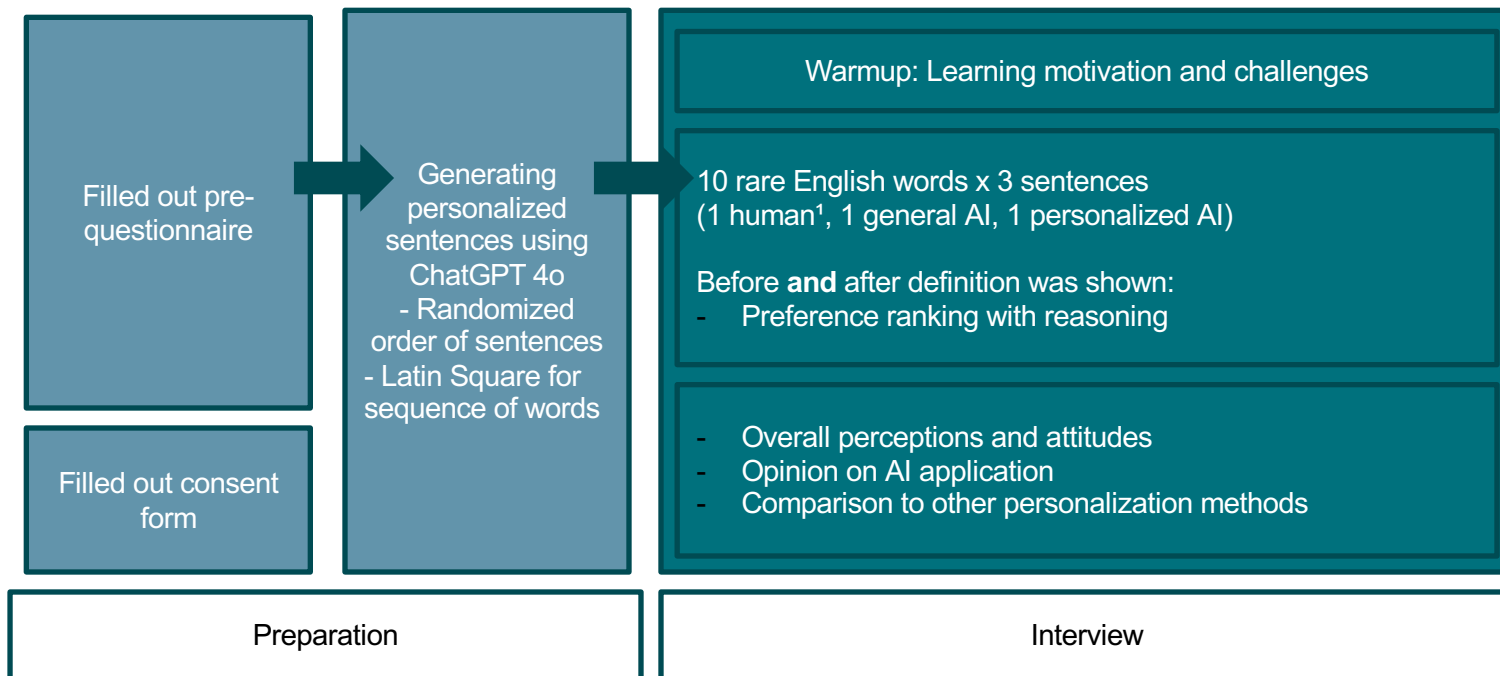 Filled out pre-
questionnaire
Filled out consent
form
Generating
personalized
sentences using
ChatGPT 4o
- Randomized
order of sentences
- Latin Square for
sequence of words
Warmup: Learning motivation and challenges
10 rare English words x 3 sentences
(1 human¹, 1 general AI, 1 personalized AI)
Before and after definition was shown:
- Preference ranking with reasoning
- Overall perceptions and attitudes
- Opinion on AI application
- Comparison to other personalization methods
Preparation
Interview